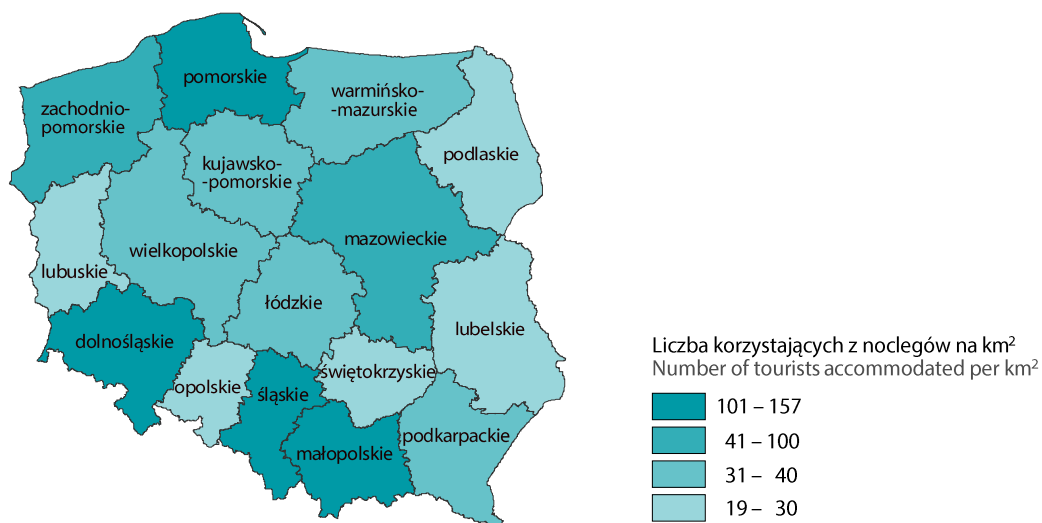 pomorskie
warmińsko-
-mazurskie
zachodnio-
pomorskie
podlaskie
kujawsko-
-pomorskie
mazowieckie
wielkopolskie
lubuskie
łódzkie
lubelskie
dolnośląskie
świętokrzyskie
opolskie
śląskie
podkarpackie
małopolskie
Liczba korzystających z noclegów na km²
Number of tourists accommodated per km²
101 – 157
41 – 100
31 – 40
19 – 30